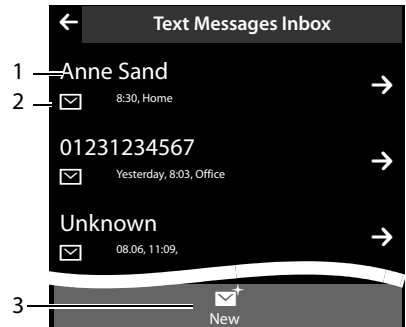 Text Messages Inbox
1 Anne Sand
2 8:30, Home
01231234567
Yesterday, 8:03, Office
Unknown
08.06, 11:09,
3
New